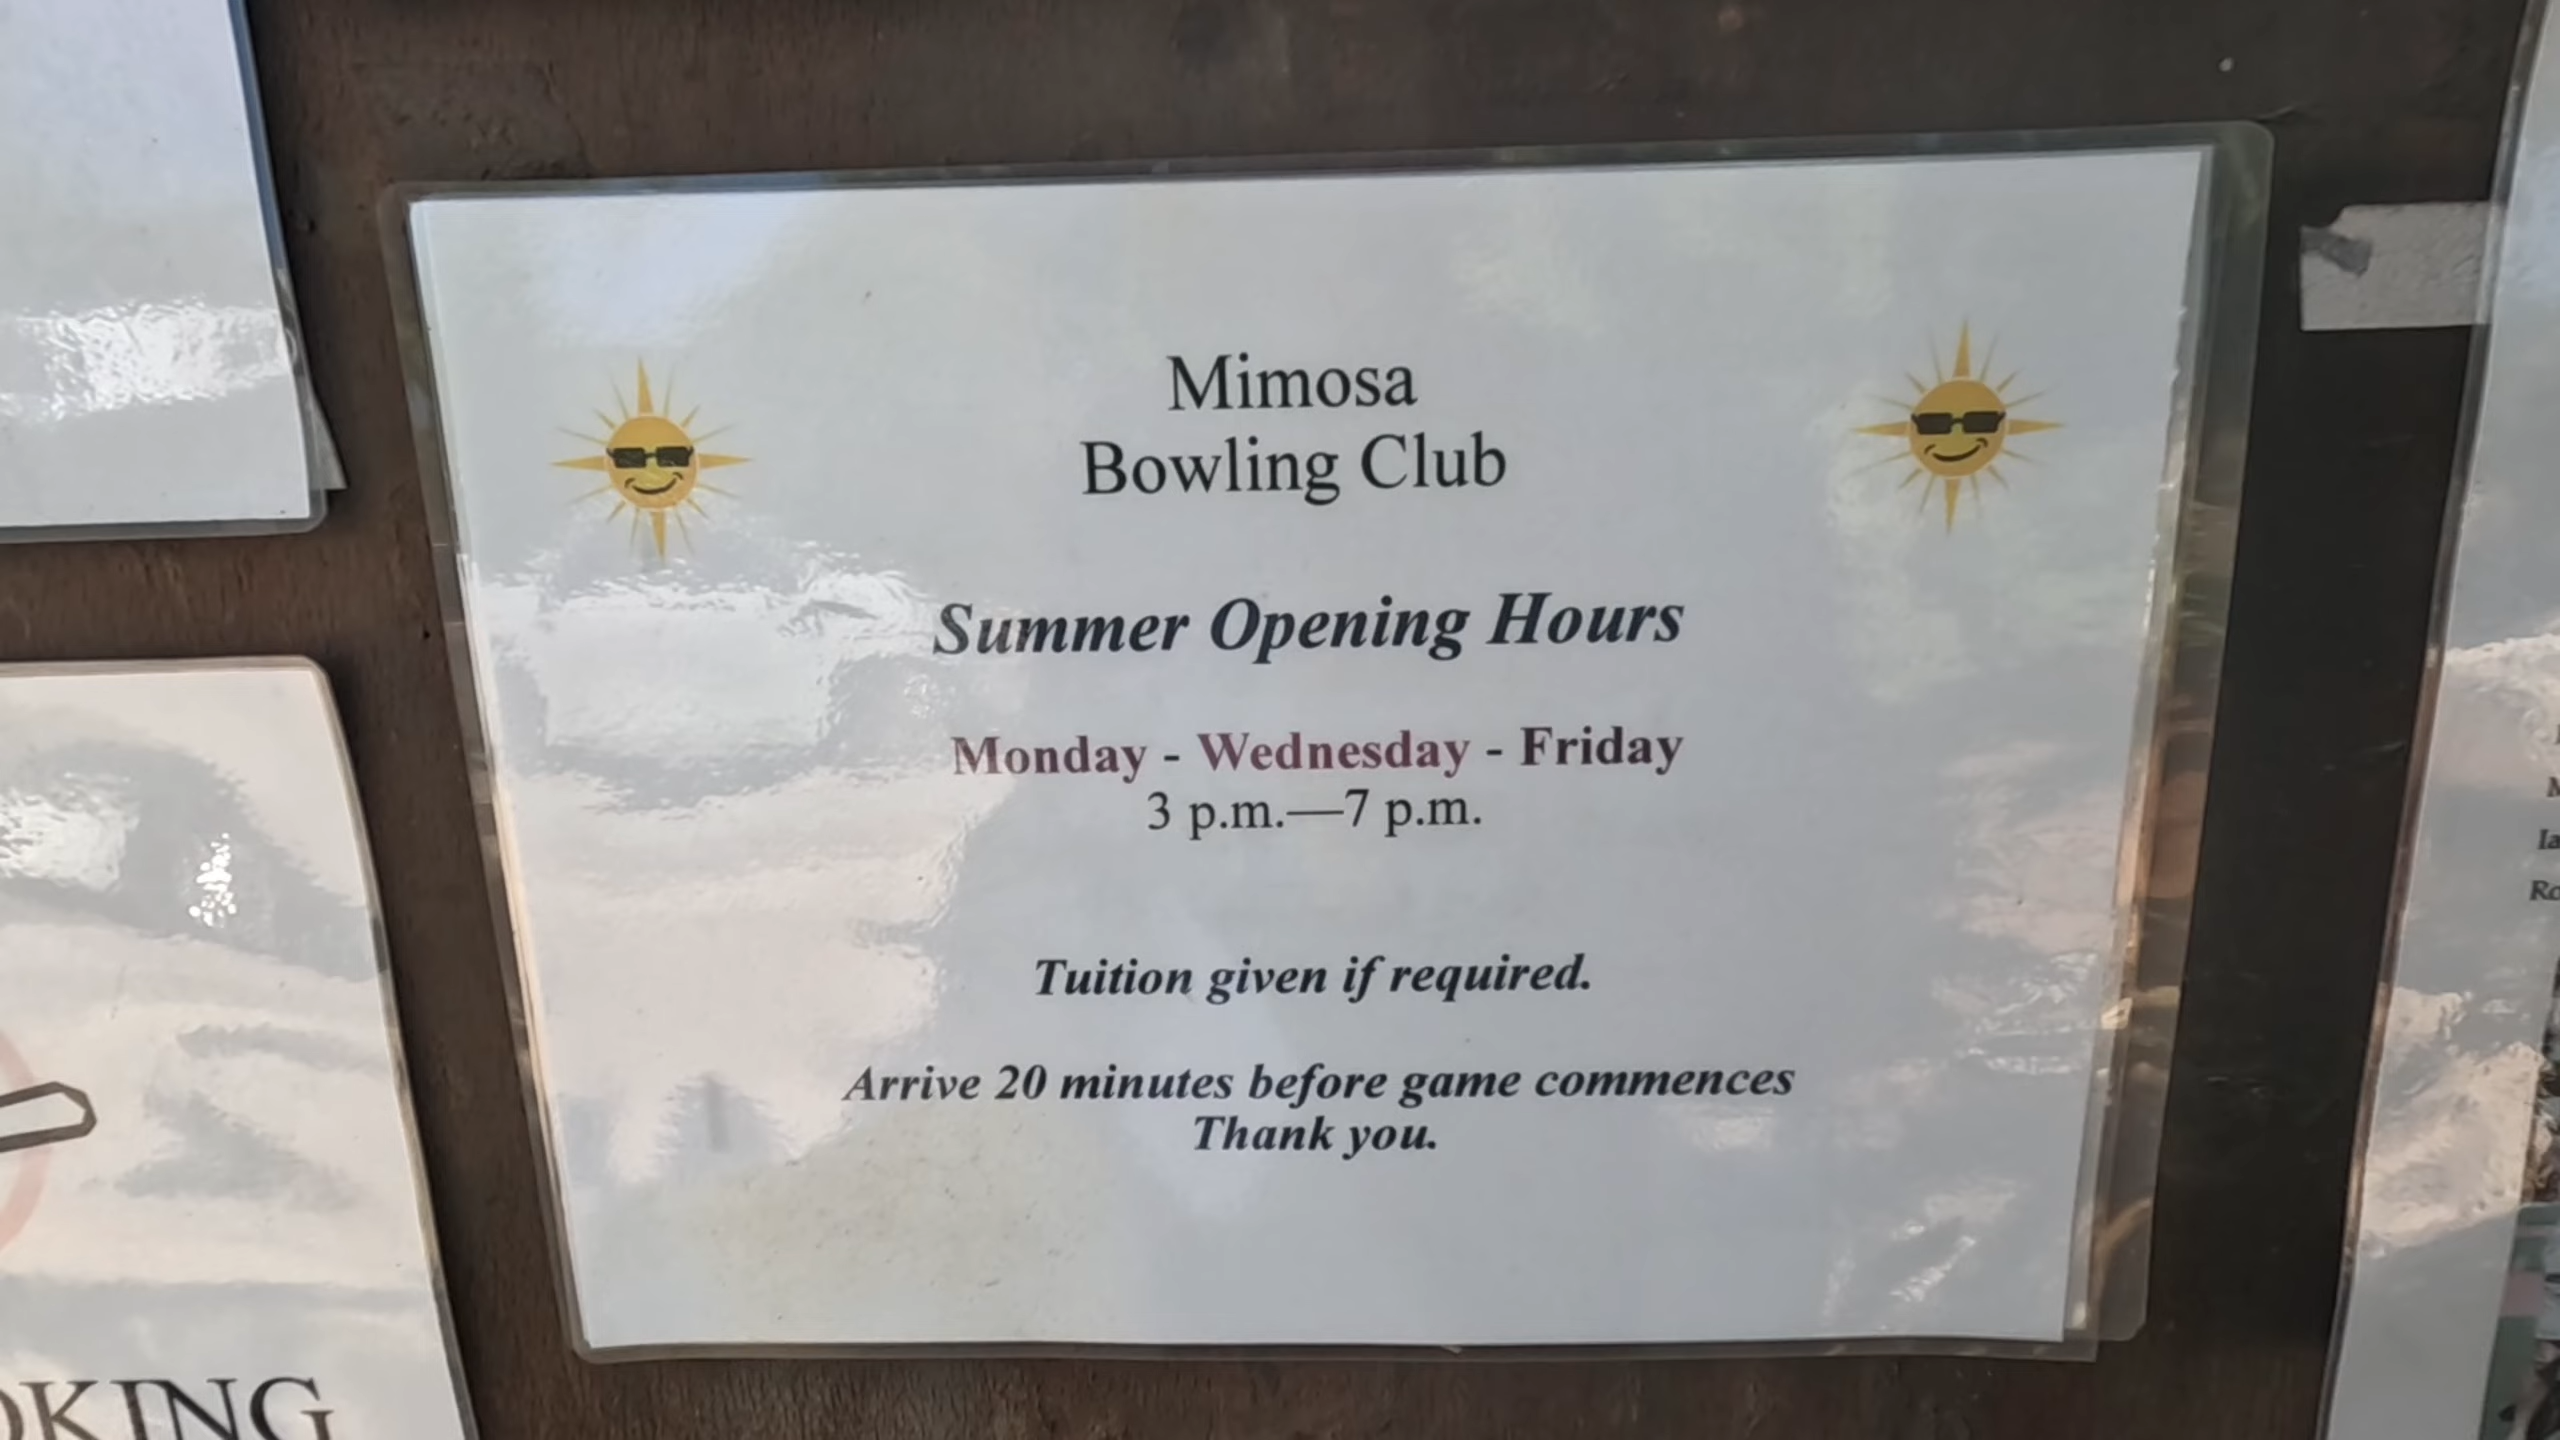 Mimosa
Bowling Club
Summer Opening Hours
Monday - Wednesday - Friday
3 p.m.—7 p.m.
Tuition given if required.
Arrive 20 minutes before game commences
Thank you.
OKING